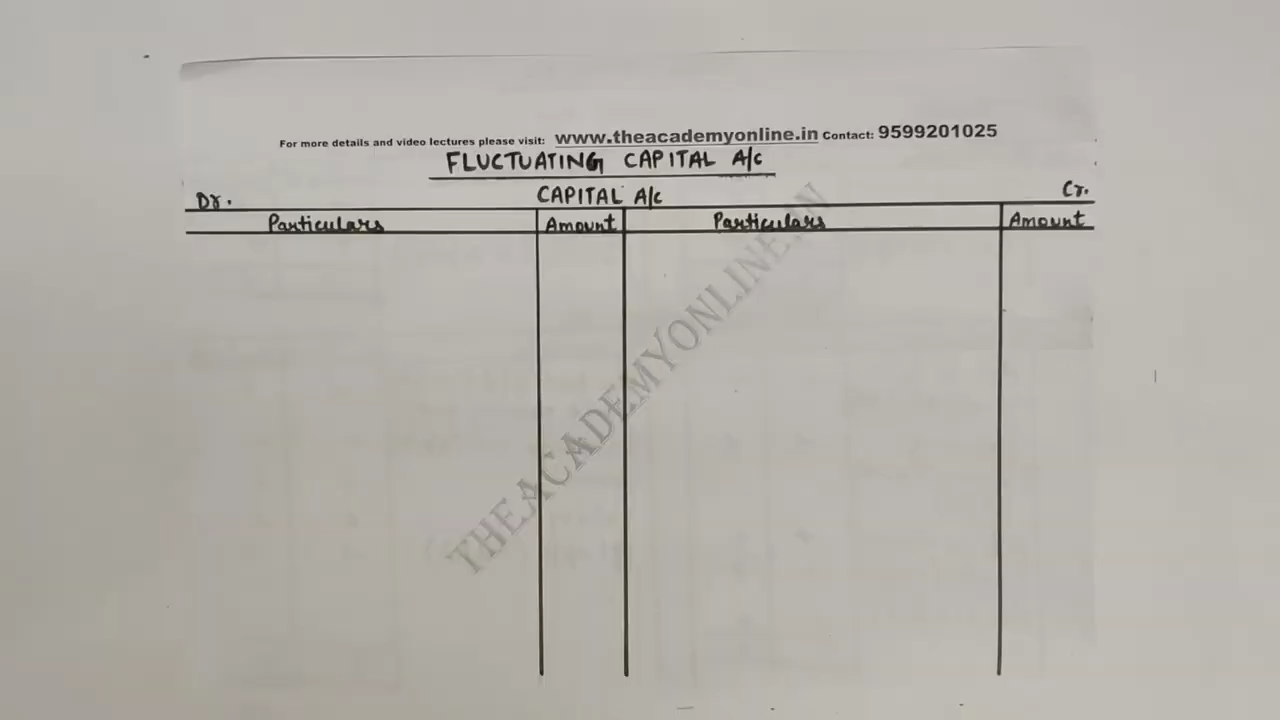 For more details and video lectures please visit: www.theacademyonline.in Contact: 9599201025
FLUCTUATING CAPITAL A/c
Dr. CAPITAL A/c Cr.
Particulars Amount Particulars Amount
THEACADEMYONLINE.IN